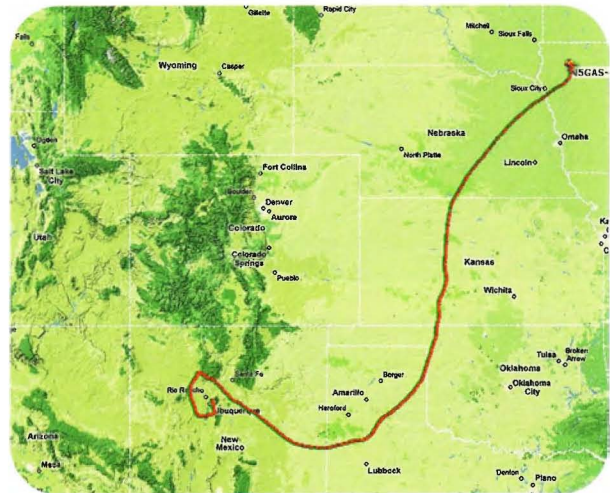 Gillette
Rapid City
Mitchell
Sioux Falls
Falls
Wyoming
Casper
N5GAS-
Sioux City
Nebraska
Omaha
Ogden
North Platte
Lincoln
Salt Lake
City
Fort Collins
Boulder
Denver
Aurora
Colorado
Utah
Colorado
Springs
Kansas
Pueblo
Wichita
Tulsa
Broken
Arrow
Oklahoma
Santa Fe
Borger
Rio Rancho
Amarillo
Oklahoma
City
Albuquerque
Hereford
Arizona
New
Mexico
Mesa
Lubbock
Denton
Plano